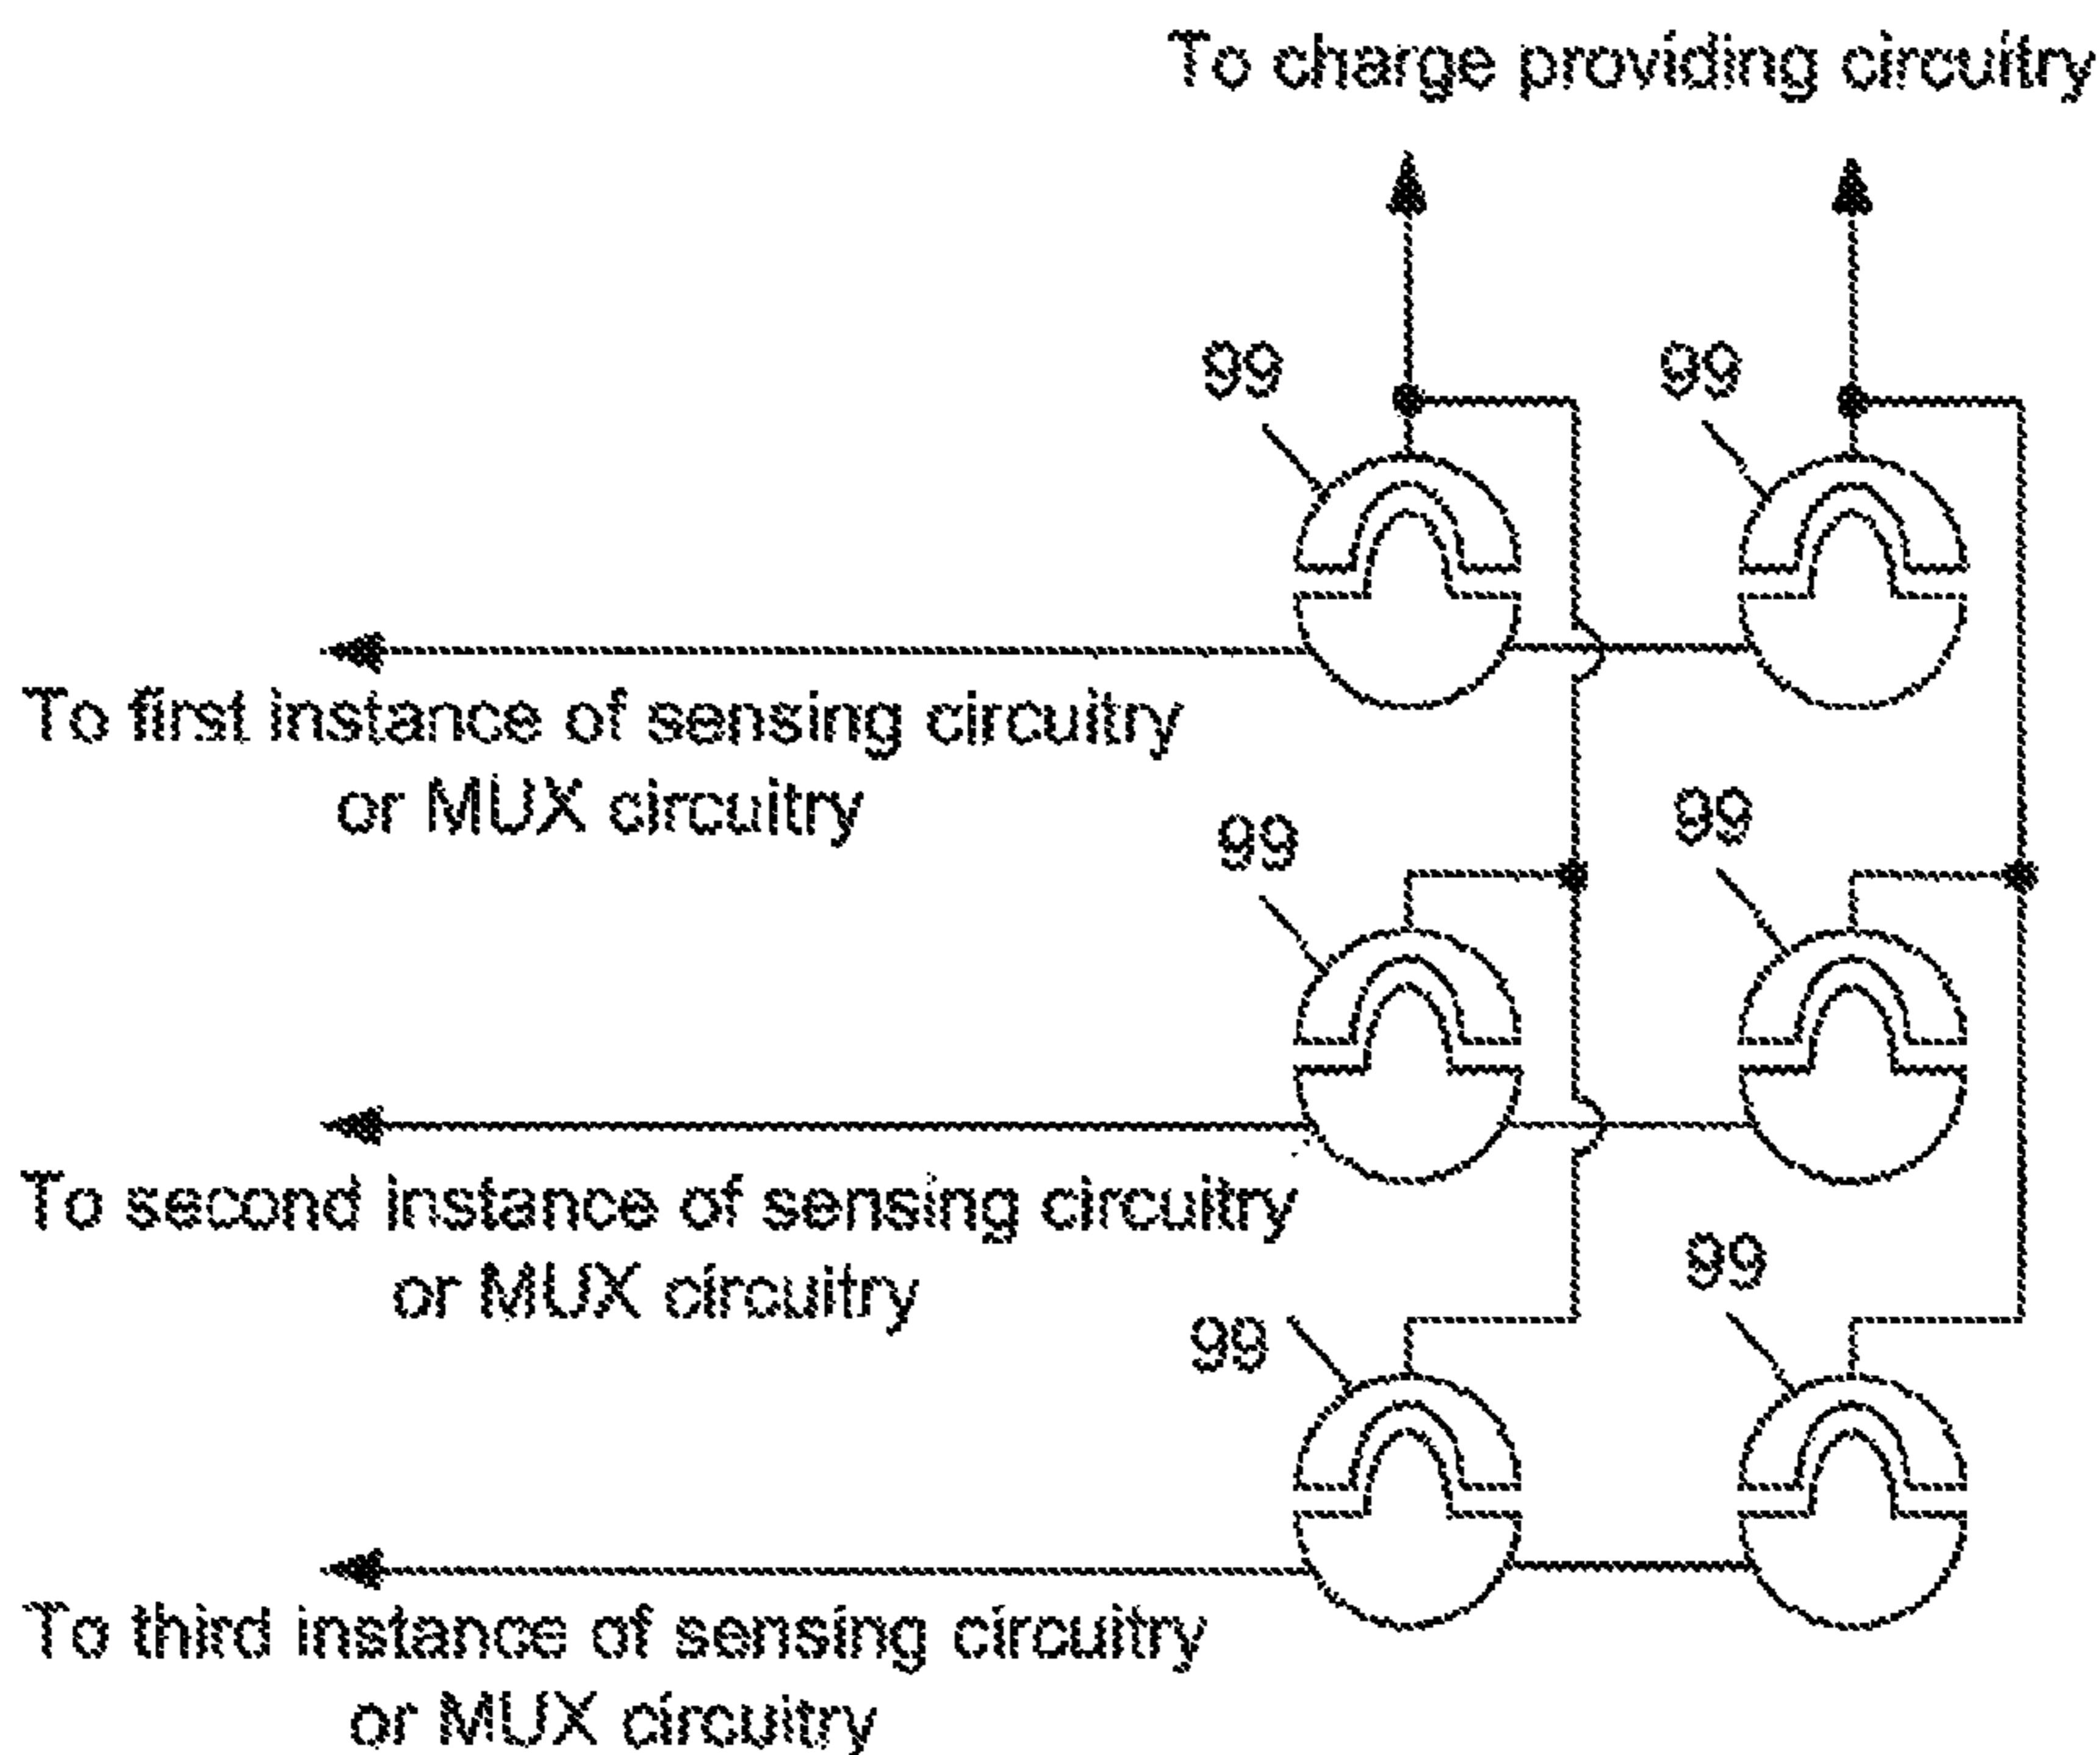 To charge providing circuitry
99 99
To first instance of sensing circuitry
or MUX circuitry
99 99
To second instance of sensing circuitry
or MUX circuitry
99 99
To third instance of sensing circuitry
or MUX circuitry